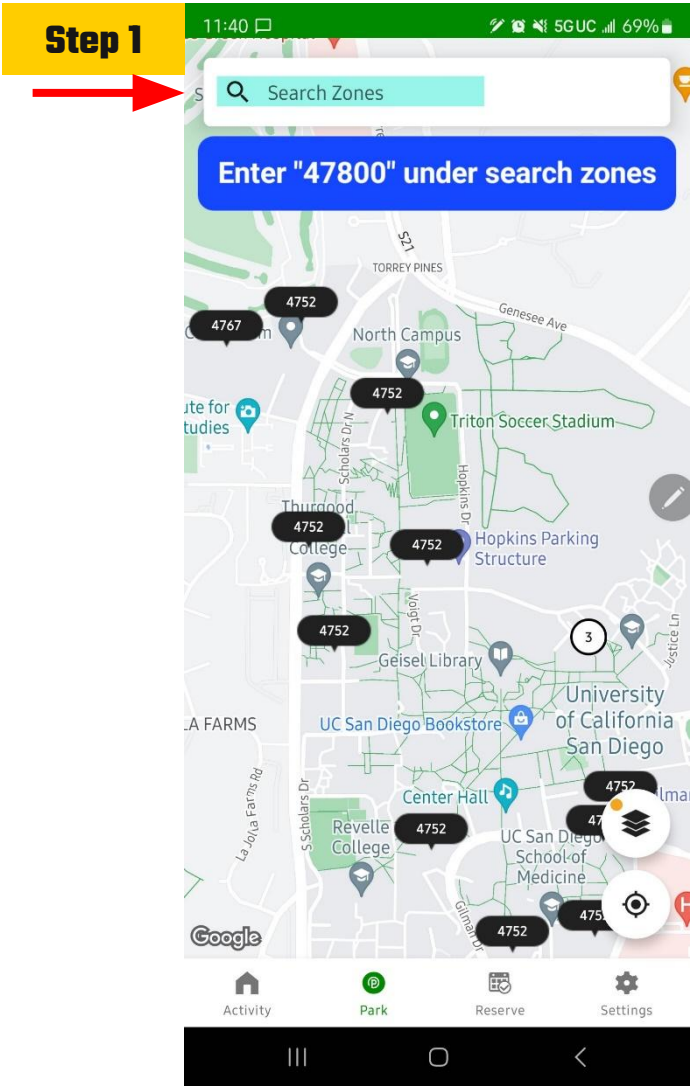 Step 1
11:40 5G UC 69%
S
Search Zones
Enter "47800" under search zones
S21
TORREY PINES
Genesee Ave
4752
4767
North Campus
4752
ute for
tudies
Triton Soccer Stadium
Scholars Dr N
Hopkins Dr
Thurgood
4752
College
4752
Hopkins Parking
Structure
Voigt Dr
4752
3
Justice Ln
Geisel Library
University
of California
San Diego
LA FARMS
UC San Diego Bookstore
La Jolla Farms Rd
S Scholars Dr
4752
Center Hall
47
Revelle
College
4752
UC San Diego
School of
Medicine
Gilman Dr
475
4752
H
Google
Activity
Park
Reserve
Settings